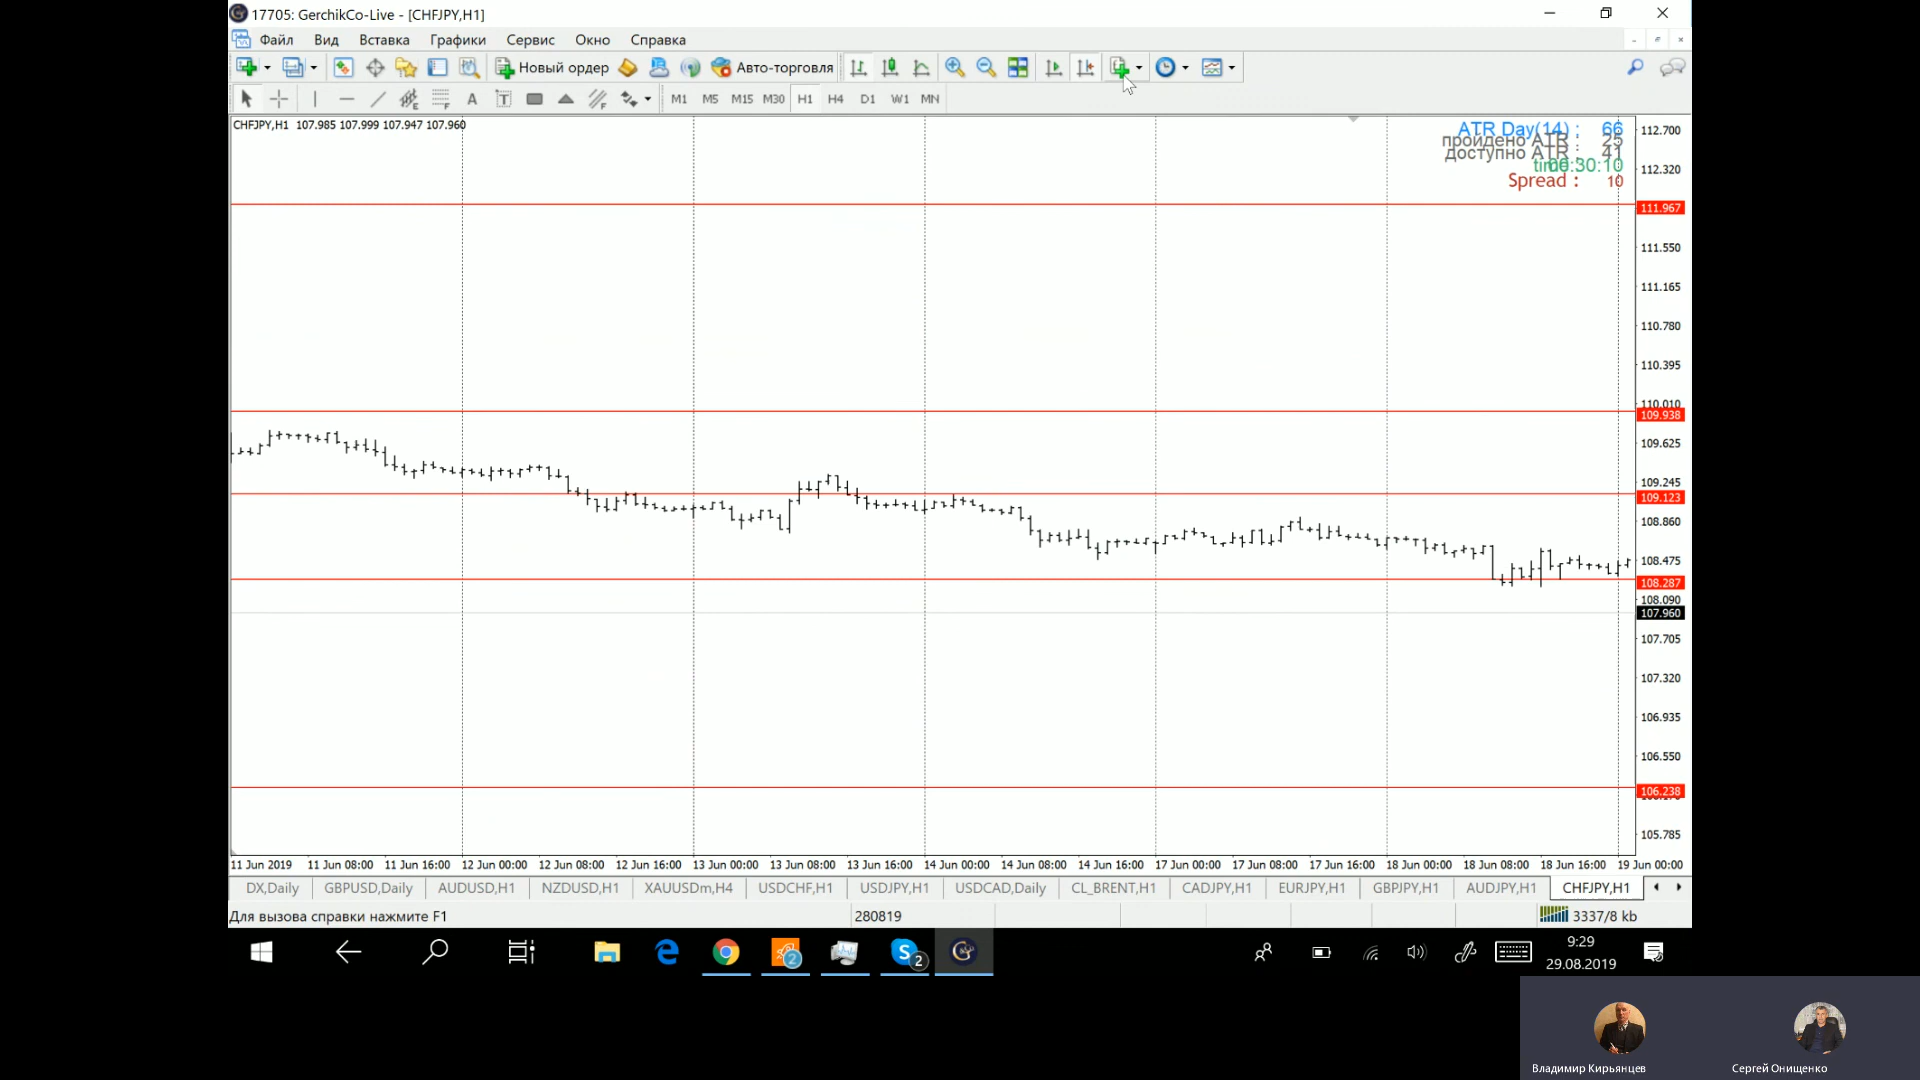 17705: GerchikCo-Live - [CHFJPY,H1]
Файл Вид Вставка Графики Сервис Окно Справка
Новый ордер Авто-торговля
A T M1 M5 M15 M30 H1 H4 D1 W1 MN
CHFJPY,H1 107.985 107.999 107.947 107.960
ATR Day(14) : 66
пройдено ATR : 25
доступно ATR : 41
Spread : 10
112.700
112.320
111.967
111.550
111.165
110.780
110.395
110.010
109.938
109.625
109.245
109.123
108.860
108.475
108.287
108.090
107.960
107.705
107.320
106.935
106.550
106.238
105.785
11 Jun 2019 11 Jun 08:00 11 Jun 16:00 12 Jun 00:00 12 Jun 08:00 12 Jun 16:00 13 Jun 00:00 13 Jun 08:00 13 Jun 16:00 14 Jun 00:00 14 Jun 08:00 14 Jun 16:00 17 Jun 00:00 17 Jun 08:00 17 Jun 16:00 18 Jun 00:00 18 Jun 08:00 18 Jun 16:00 19 Jun 00:00
DX,Daily GBPUSD,Daily AUDUSD,H1 NZDUSD,H1 XAUUSDm,H4 USDCHF,H1 USDJPY,H1 USDCAD,Daily CL_BRENT,H1 CADJPY,H1 EURJPY,H1 GBPJPY,H1 AUDJPY,H1 CHFJPY,H1
Для вызова справки нажмите F1 280819 3337/8 kb
2 2
9:29
29.08.2019
Владимир Кирьянцев Сергей Онищенко